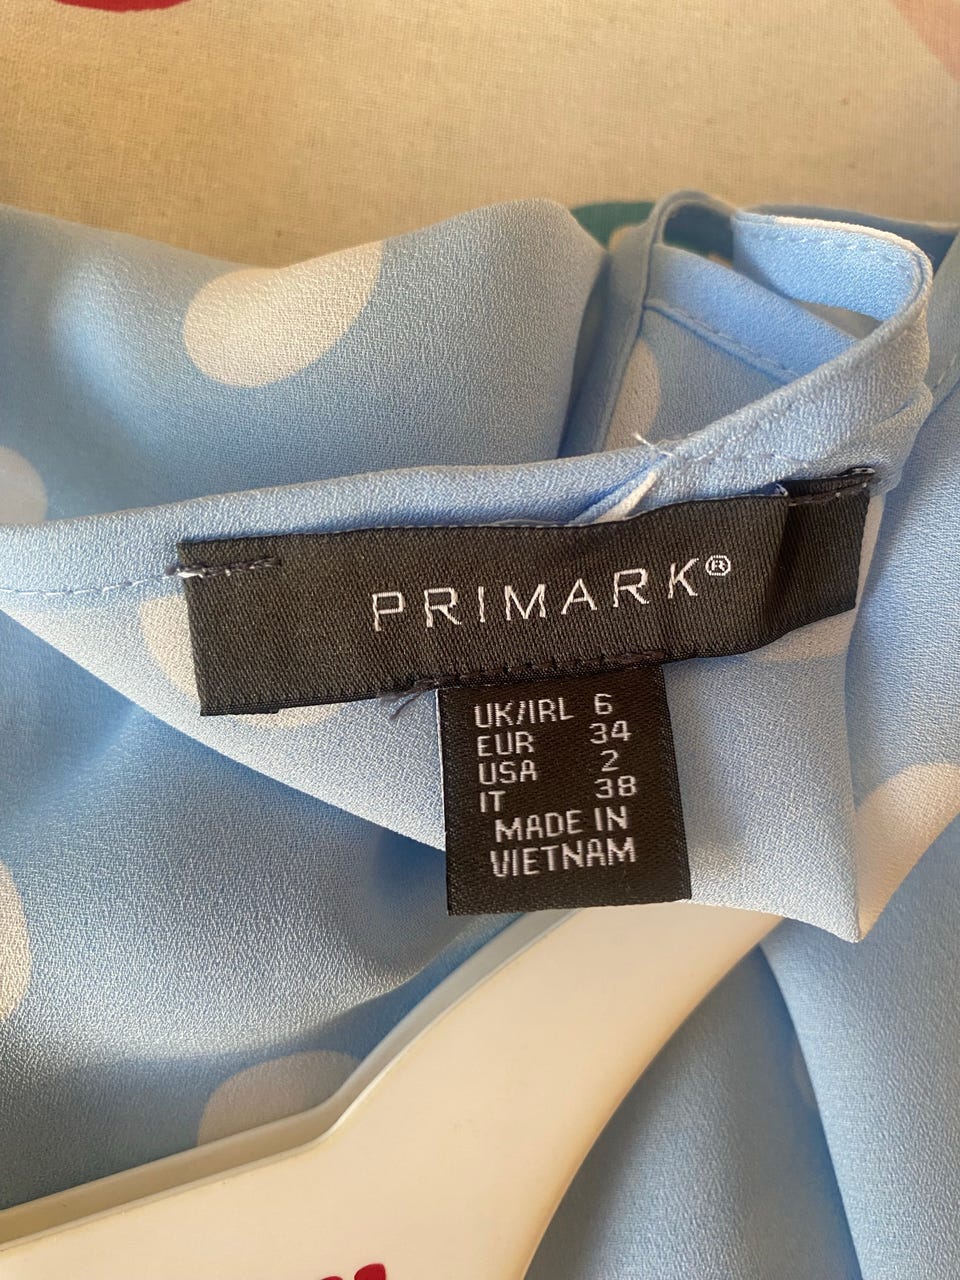 PRIMARK®
UK/IRL 6
EUR 34
USA 2
IT 38
MADE IN
VIETNAM